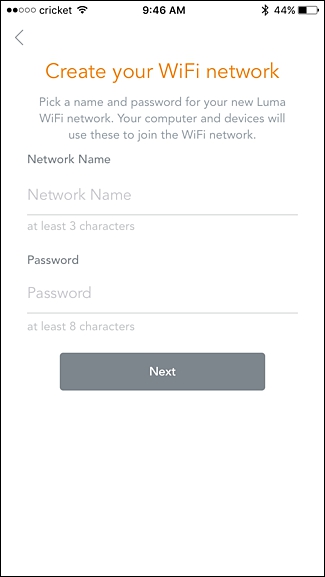 cricket 9:46 AM 44%
Create your WiFi network
Pick a name and password for your new Luma
WiFi network. Your computer and devices will
use these to join the WiFi network.
Network Name
Network Name
at least 3 characters
Password
Password
at least 8 characters
Next